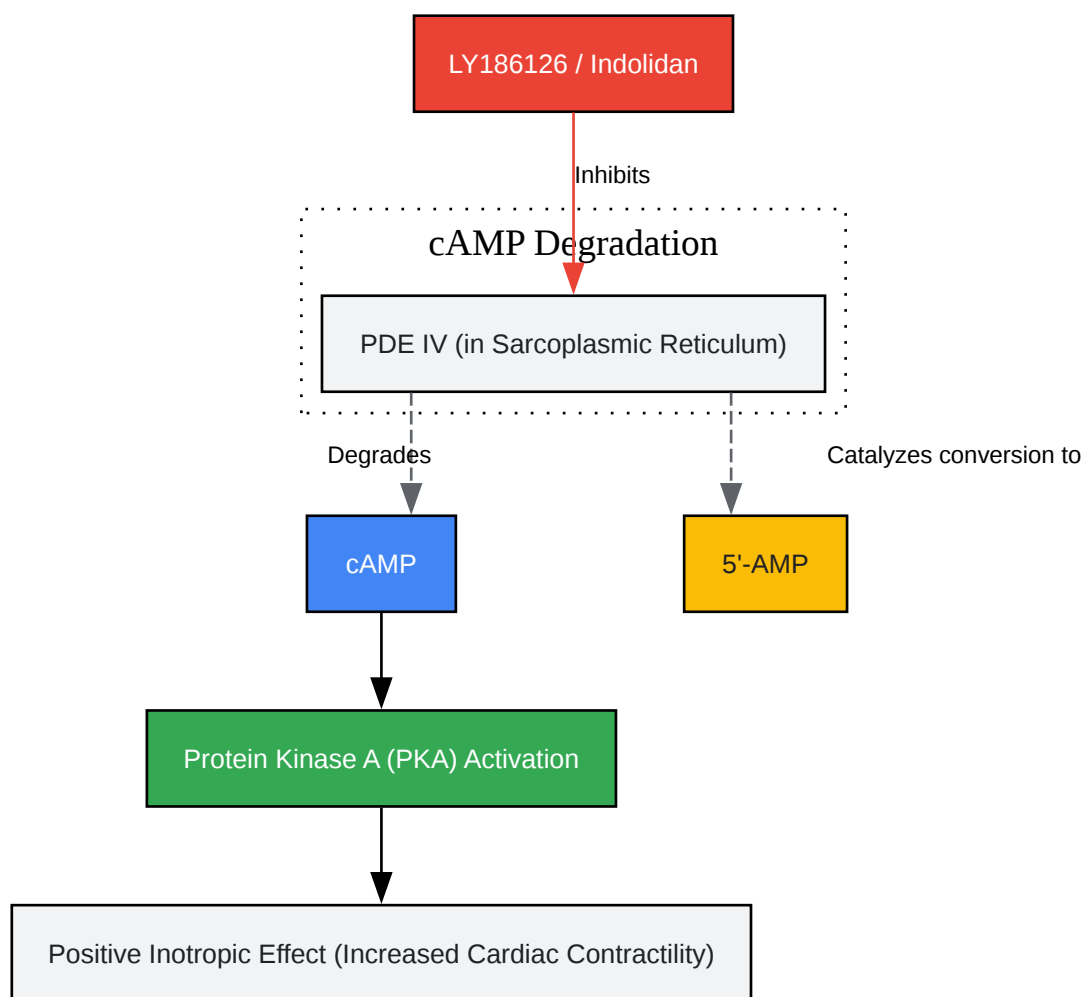 LY186126 / Indolidan
Inhibits
cAMP Degradation
PDE IV (in Sarcoplasmic Reticulum)
Degrades
Catalyzes conversion to
cAMP
5'-AMP
Protein Kinase A (PKA) Activation
Positive Inotropic Effect (Increased Cardiac Contractility)